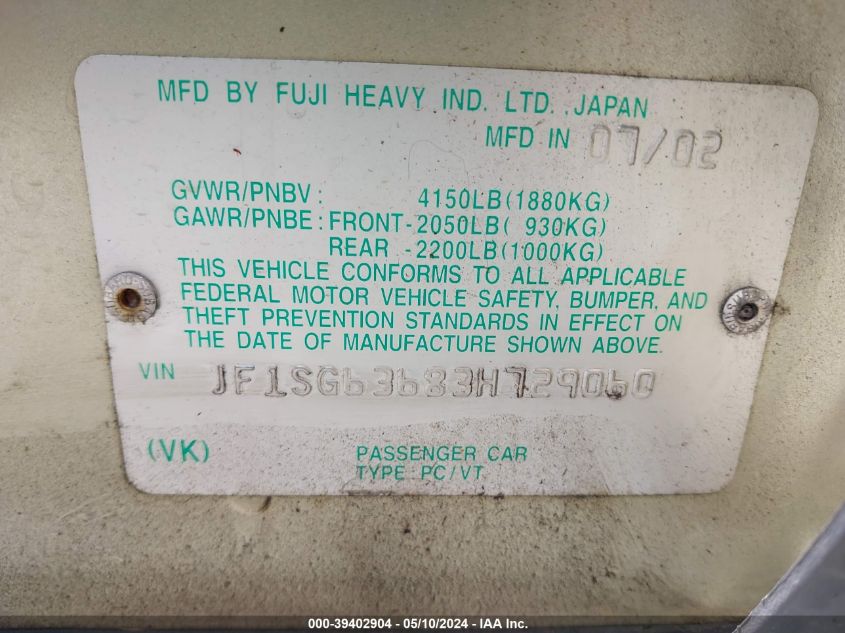 MFD BY FUJI HEAVY IND. LTD. ,JAPAN
MFD IN 07/02
GVWR/PNBV : 4150LB(1880KG)
GAWR/PNBE : FRONT-2050LB( 930KG)
REAR -2200LB(1000KG)
THIS VEHICLE CONFORMS TO ALL APPLICABLE
FEDERAL MOTOR VEHICLE SAFETY, BUMPER, AND
THEFT PREVENTION STANDARDS IN EFFECT ON
THE DATE OF MANUFACTURE SHOWN ABOVE.
VIN JF1SG63683H729060
(VK) PASSENGER CAR
TYPE PC/VT
000-39402904 - 05/10/2024 - IAA Inc.